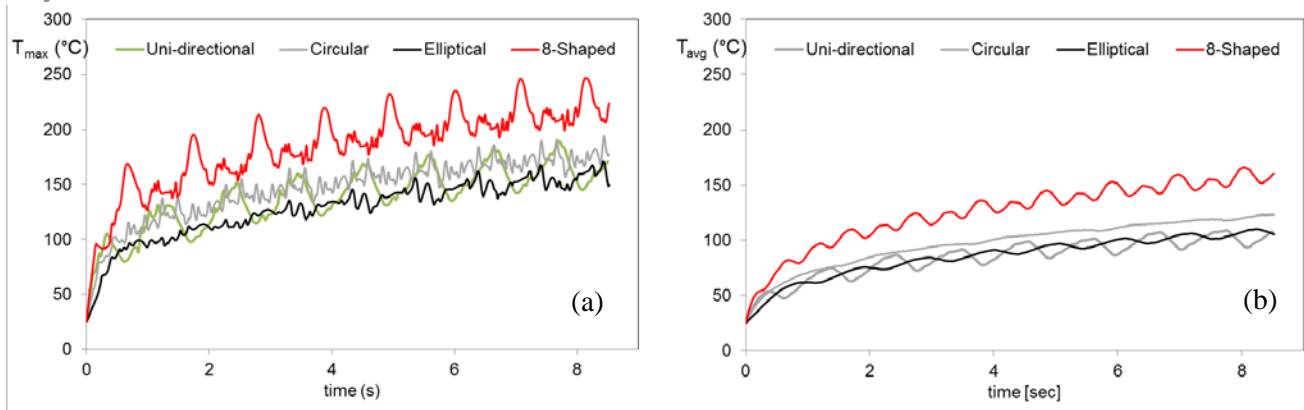 300
T max (°C)
Uni-directional Circular Elliptical 8-Shaped
250
200
150
100
50
0
0 2 4 6 8
time (s)
(a)
300
T avg (°C)
Uni-directional Circular Elliptical 8-Shaped
250
200
150
100
50
0
0 2 4 6 8
time [sec]
(b)